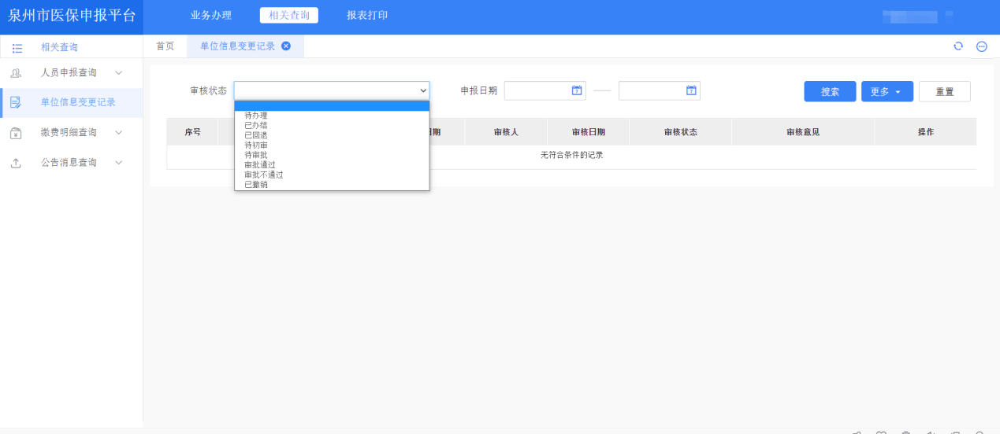 泉州市医保申报平台
业务办理
相关查询
报表打印
相关查询
首页
单位信息变更记录
人员申报查询
单位信息变更记录
缴费明细查询
公告消息查询
审核状态
申报日期
搜索
更多
重置
待办理
已办结
已回退
待初审
待审批
审批通过
审批不通过
已撤销
序号
期
审核人
审核日期
审核状态
审核意见
操作
无符合条件的记录